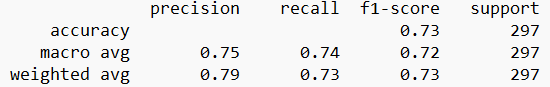 precision recall f1-score support
accuracy 0.73 297
macro avg 0.75 0.74 0.72 297
weighted avg 0.79 0.73 0.73 297